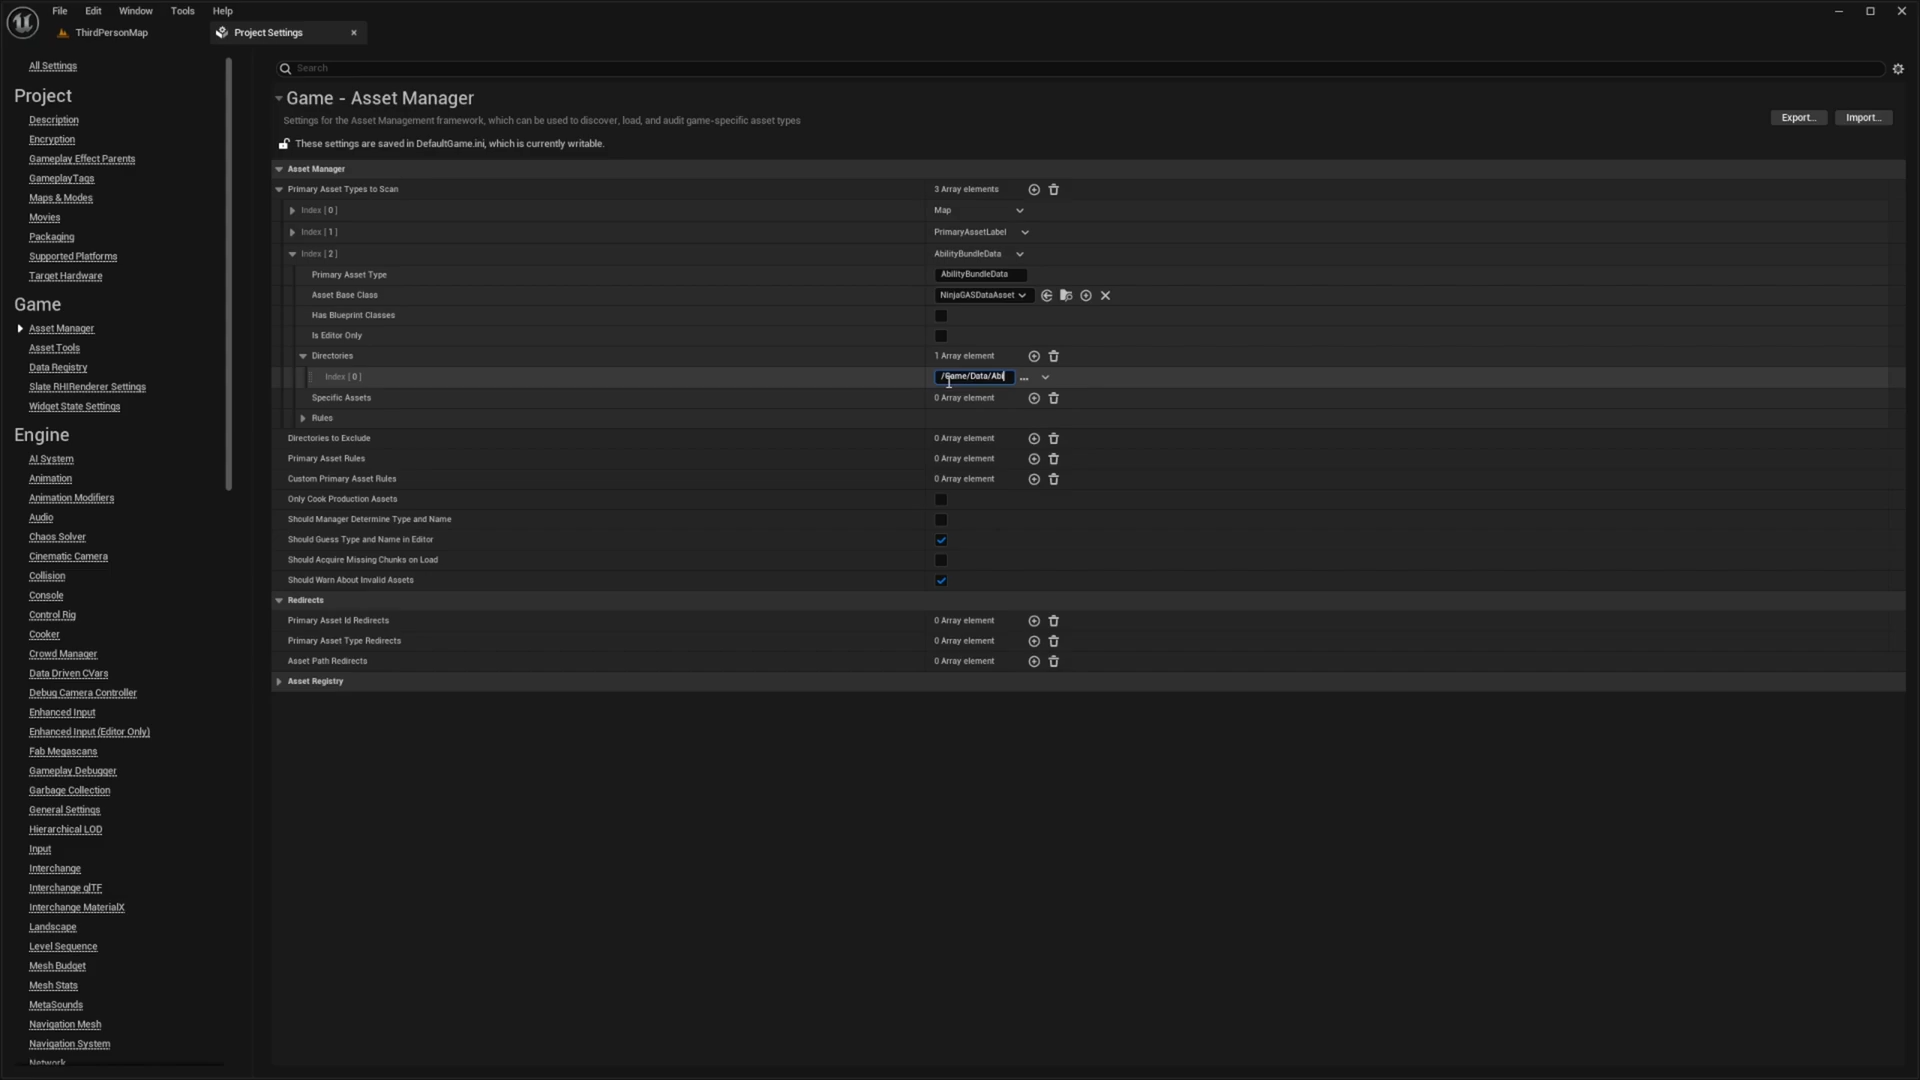 File Edit Window Tools Help
ThirdPersonMap Project Settings
All Settings
Project
Description
Encryption
Gameplay Effect Parents
GameplayTags
Maps & Modes
Movies
Packaging
Supported Platforms
Target Hardware
Game
Asset Manager
Asset Tools
Data Registry
Slate RHIRenderer Settings
Widget State Settings
Engine
AI System
Animation
Animation Modifiers
Audio
Chaos Solver
Cinematic Camera
Collision
Console
Control Rig
Cooker
Crowd Manager
Data Driven CVars
Debug Camera Controller
Enhanced Input
Enhanced Input (Editor Only)
Fab Megascans
Gameplay Debugger
Garbage Collection
General Settings
Hierarchical LOD
Input
Interchange
Interchange glTF
Interchange MaterialX
Landscape
Level Sequence
Mesh Budget
Mesh Stats
MetaSounds
Navigation Mesh
Navigation System
Network
Search
Game - Asset Manager
Settings for the Asset Management framework, which can be used to discover, load, and audit game-specific asset types
Export... Import...
These settings are saved in DefaultGame.ini, which is currently writable.
Asset Manager
Primary Asset Types to Scan 3 Array elements
Index [ 0 ] Map
Index [ 1 ] PrimaryAssetLabel
Index [ 2 ] AbilityBundleData
Primary Asset Type AbilityBundleData
Asset Base Class NinjaGASDataAsset
Has Blueprint Classes
Is Editor Only
Directories 1 Array element
Index [ 0 ] /Game/Data/Abi ...
Specific Assets 0 Array element
Rules
Directories to Exclude 0 Array element
Primary Asset Rules 0 Array element
Custom Primary Asset Rules 0 Array element
Only Cook Production Assets
Should Manager Determine Type and Name
Should Guess Type and Name in Editor
Should Acquire Missing Chunks on Load
Should Warn About Invalid Assets
Redirects
Primary Asset Id Redirects 0 Array element
Primary Asset Type Redirects 0 Array element
Asset Path Redirects 0 Array element
Asset Registry